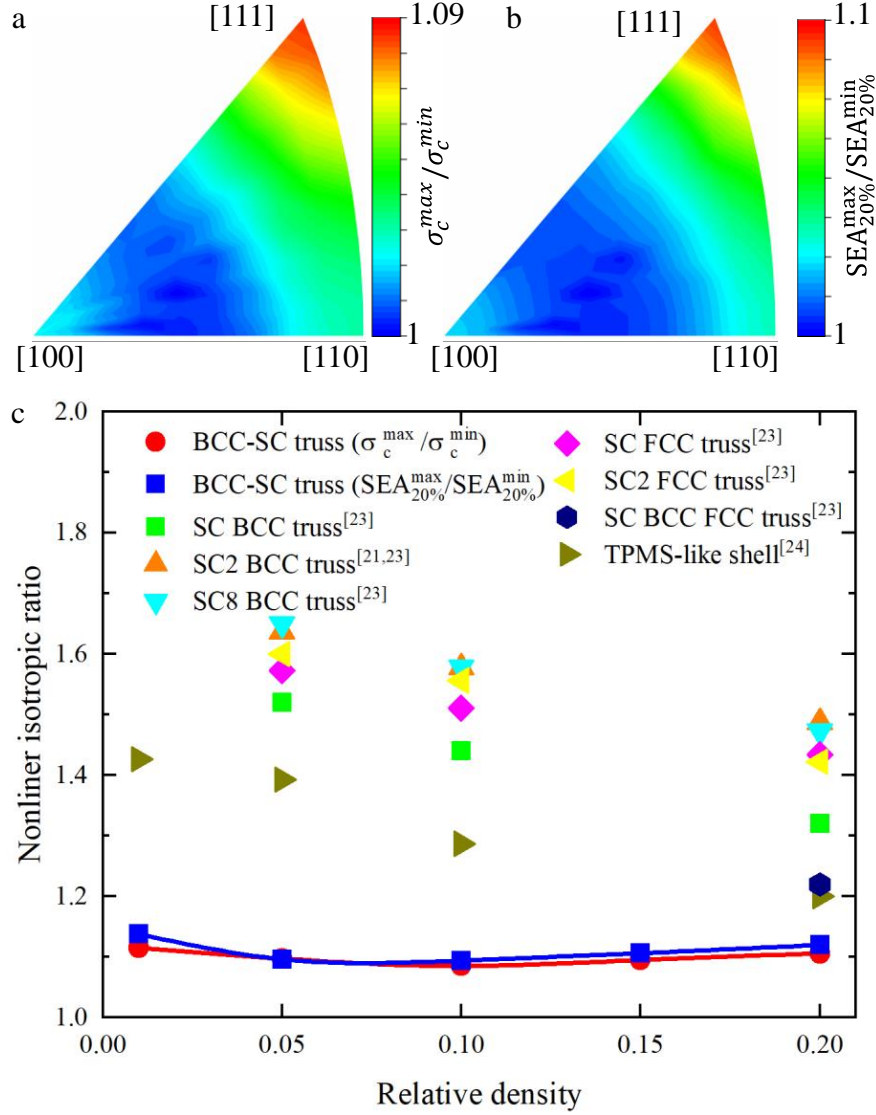 a
[111]
1.09
σ_c^max/σ_c^min
1
[100]
[110]
b
[111]
1.1
SEA_20%^max/SEA_20%^min
1
[100]
[110]
c
2.0
1.8
1.6
1.4
1.2
1.0
Nonliner isotropic ratio
BCC-SC truss (σ_c^max/σ_c^min)
BCC-SC truss (SEA_20%^max/SEA_20%^min)
SC BCC truss[23]
SC2 BCC truss[21,23]
SC8 BCC truss[23]
SC FCC truss[23]
SC2 FCC truss[23]
SC BCC FCC truss[23]
TPMS-like shell[24]
0.00 0.05 0.10 0.15 0.20
Relative density